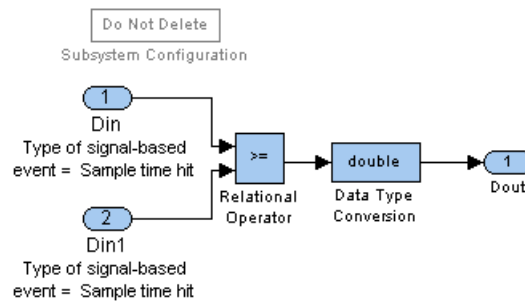 Do Not Delete
Subsystem Configuration
1
Din
Type of signal-based
event = Sample time hit
>=
Relational
Operator
double
Data Type
Conversion
1
Dout
2
Din1
Type of signal-based
event = Sample time hit